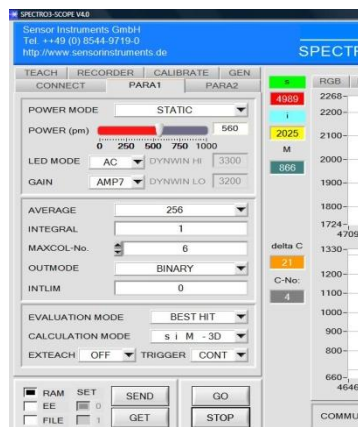 SPECTRO3-SCOPE V4.0
Sensor Instruments GmbH
Tel. ++49 (0) 8544-9719-0
http://www.sensorinstruments.de
SPECTR
TEACH RECORDER CALIBRATE GEN
CONNECT PARA1 PARA2
POWER MODE STATIC
POWER (pm) 560
0 250 500 750 1000
LED MODE AC DYNWIN HI 3300
GAIN AMP7 DYNWIN LO 3200
AVERAGE 256
INTEGRAL 1
MAXCOL-No. 6
OUTMODE BINARY
INTLIM 0
EVALUATION MODE BEST HIT
CALCULATION MODE s i M - 3D
EXTEACH OFF TRIGGER CONT
RAM SET SEND GO
EE 0
FILE 1 GET STOP
s
4989
i
2025
M
866
delta C
21
C-No:
4
RGB
2268-
2200-
2100-
2000-
1900-
1800-
1724-
4709
1330-
1200-
1100-
1000-
900-
800-
660-
4646
COMMU